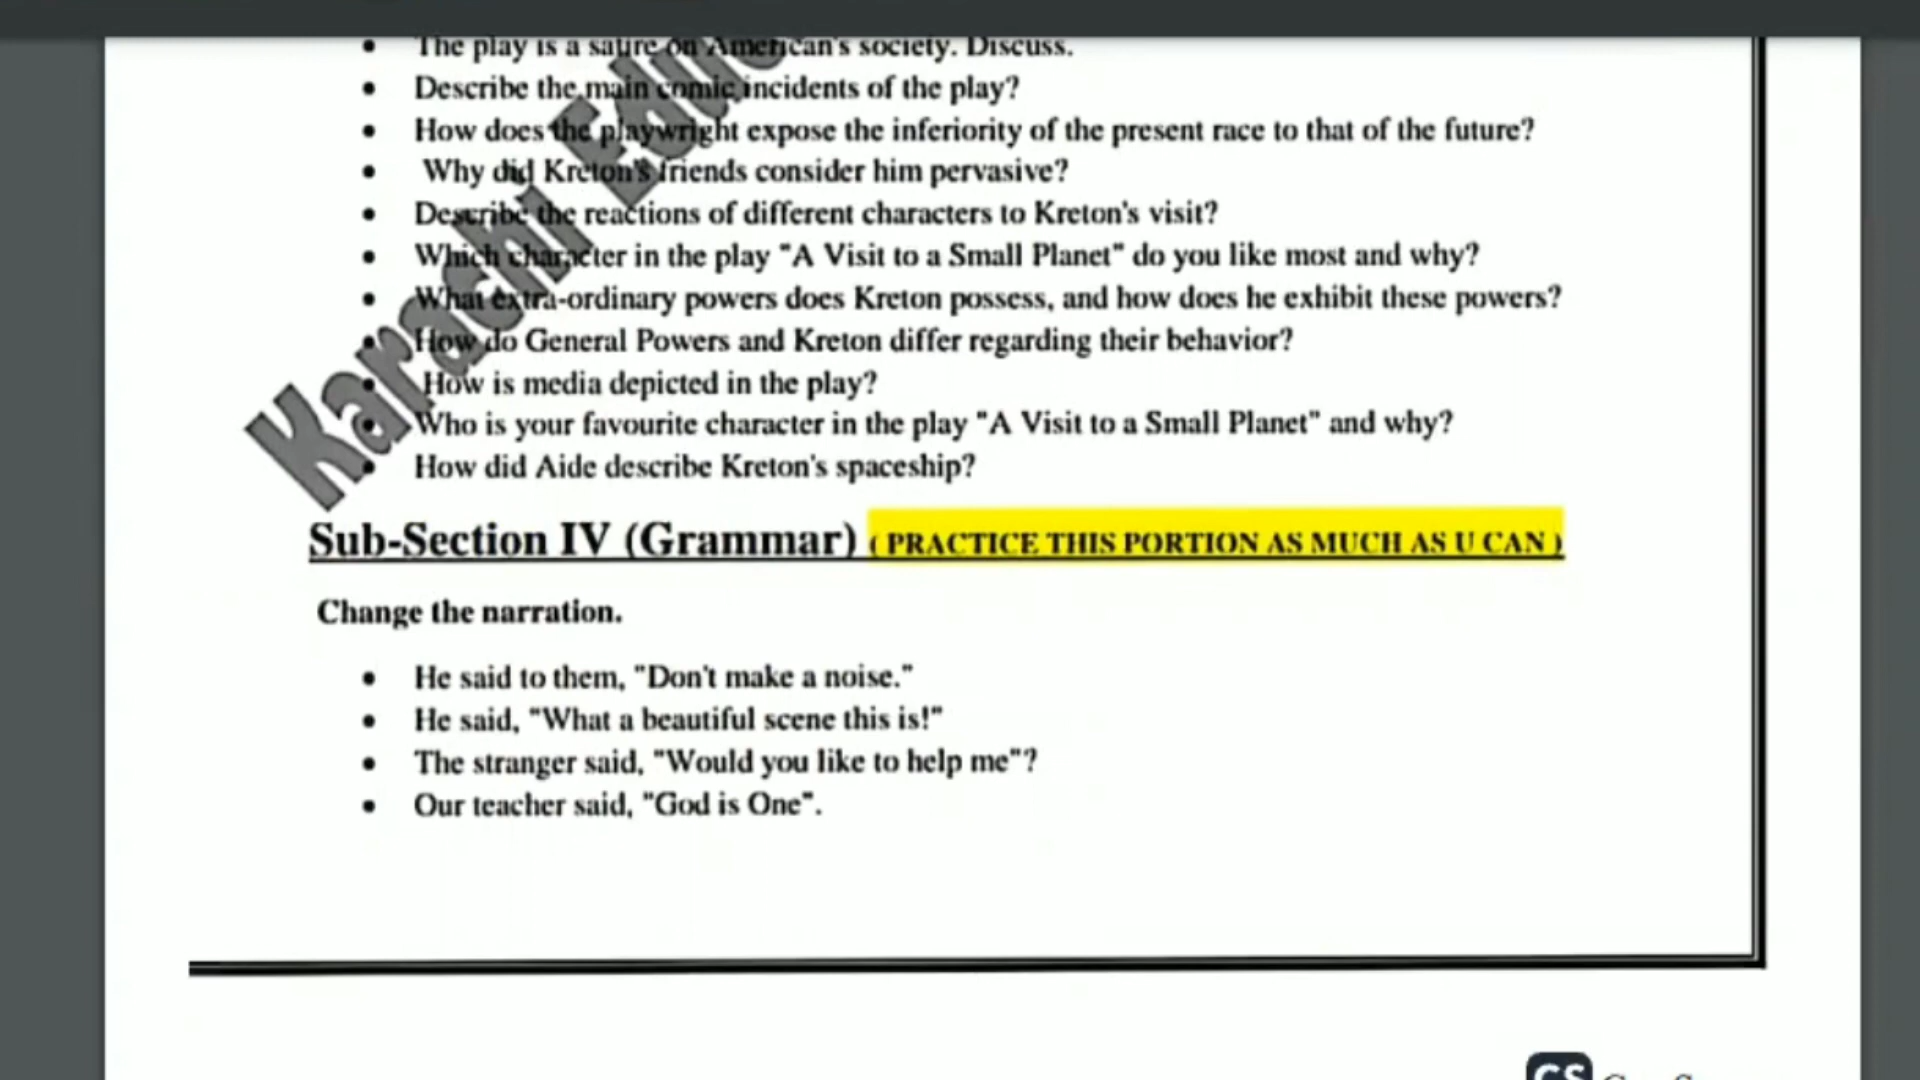 • The play is a satire on American's society. Discuss.
• Describe the main comic incidents of the play?
• How does the playwright expose the inferiority of the present race to that of the future?
• Why did Kreton's friends consider him pervasive?
• Describe the reactions of different characters to Kreton's visit?
• Which character in the play "A Visit to a Small Planet" do you like most and why?
• What extra-ordinary powers does Kreton possess, and how does he exhibit these powers?
• How do General Powers and Kreton differ regarding their behavior?
• How is media depicted in the play?
• Who is your favourite character in the play "A Visit to a Small Planet" and why?
• How did Aide describe Kreton's spaceship?
Karachi
Sub-Section IV (Grammar) ( PRACTICE THIS PORTION AS MUCH AS U CAN )
Change the narration.
• He said to them, "Don't make a noise."
• He said, "What a beautiful scene this is!"
• The stranger said, "Would you like to help me"?
• Our teacher said, "God is One".
CS